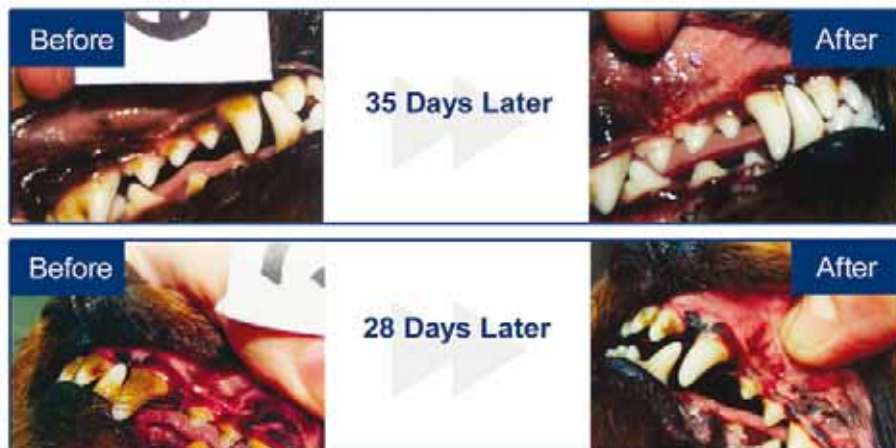 Before
35 Days Later
After
Before
28 Days Later
After